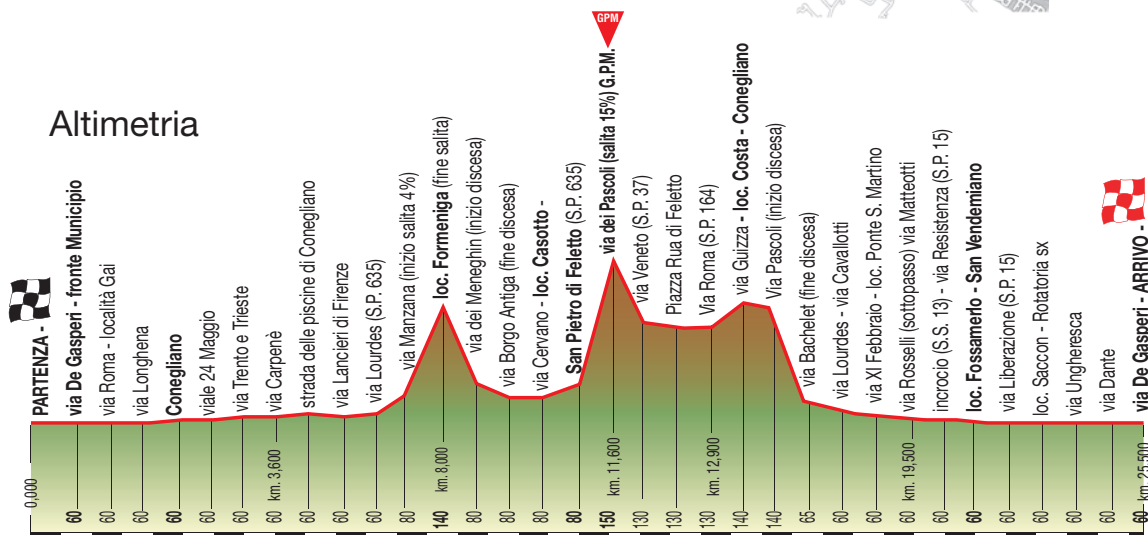 GPM
Altimetria
PARTENZA -
via De Gasperi - fronte Municipio
via Roma - località Gai
via Longhena
Conegliano
viale 24 Maggio
via Trento e Trieste
via Carpenè
strada delle piscine di Conegliano
via Lancieri di Firenze
via Lourdes (S.P. 635)
via Manzana (inizio salita 4%)
loc. Formeniga (fine salita)
via dei Meneghin (inizio discesa)
via Borgo Antiga (fine discesa)
via Cervano - loc. Casotto -
San Pietro di Feletto (S.P. 635)
via dei Pascoli (salita 15%) G.P.M.
via Veneto (S.P. 37)
Piazza Rua di Feletto
Via Roma (S.P. 164)
via Guizza - loc. Costa - Conegliano
Via Pascoli (inizio discesa)
via Bachelet (fine discesa)
via Lourdes - via Cavallotti
via XI Febbraio - loc. Ponte S. Martino
via Rosselli (sottopasso) via Matteotti
incrocio (S.S. 13) - via Resistenza (S.P. 15)
loc. Fossamerlo - San Vendemiano
via Liberazione (S.P. 15)
loc. Saccon - Rotatoria sx
via Ungheresca
via Dante
via De Gasperi - ARRIVO -
0,000
km. 3,600
km. 8,000
km. 11,600
km. 12,900
km. 19,500
km. 25,500
60
60
60
60
60
60
60
60
60
60
80
140
80
80
80
80
150
130
130
130
140
140
65
60
60
60
60
60
60
60
60
60
60